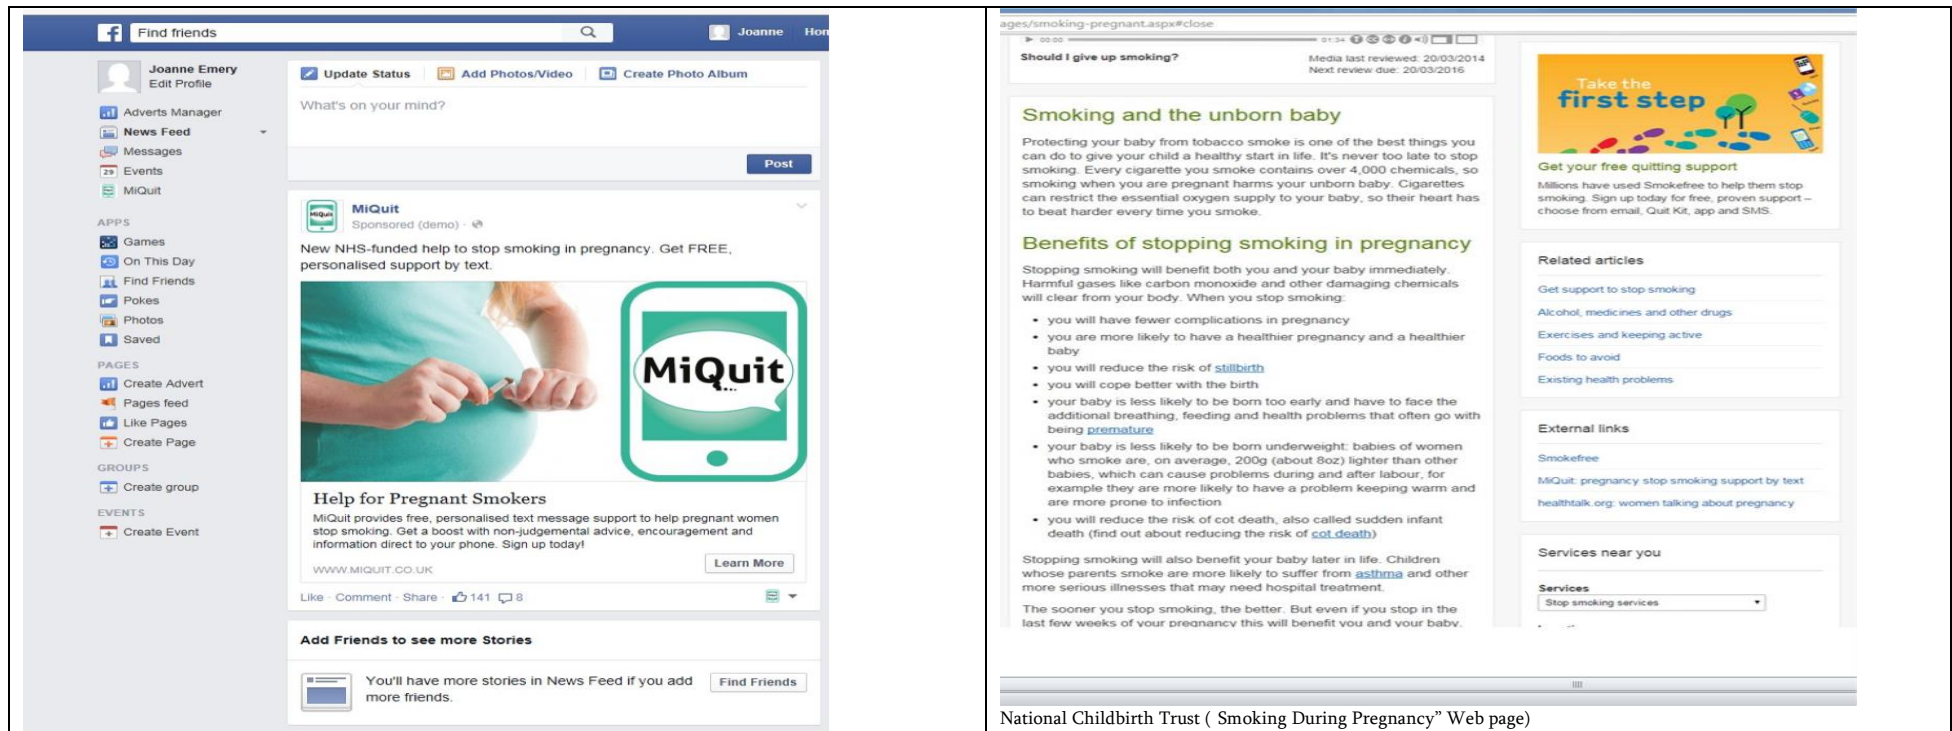 Find friends
Joanne
Hon
Joanne Emery
Edit Profile
Adverts Manager
News Feed
Messages
29 Events
MiQuit
APPS
Games
On This Day
Find Friends
Pokes
Photos
Saved
PAGES
Create Advert
Pages feed
Like Pages
Create Page
GROUPS
Create group
EVENTS
Create Event
Update Status
Add Photos/Video
Create Photo Album
What's on your mind?
Post
MiQuit
MiQuit
Sponsored (demo) ·
New NHS-funded help to stop smoking in pregnancy. Get FREE,
personalised support by text.
MiQuit
Help for Pregnant Smokers
MiQuit provides free, personalised text message support to help pregnant women
stop smoking. Get a boost with non-judgemental advice, encouragement and
information direct to your phone. Sign up today!
WWW.MIQUIT.CO.UK
Learn More
Like · Comment · Share · 141 8
Add Friends to see more Stories
You'll have more stories in News Feed if you add
more friends.
Find Friends
ages/smoking-pregnant.aspx#close
00:00
01:34
Should I give up smoking?
Media last reviewed: 20/03/2014
Next review due: 20/03/2016
Smoking and the unborn baby
Protecting your baby from tobacco smoke is one of the best things you
can do to give your child a healthy start in life. It's never too late to stop
smoking. Every cigarette you smoke contains over 4,000 chemicals, so
smoking when you are pregnant harms your unborn baby. Cigarettes
can restrict the essential oxygen supply to your baby, so their heart has
to beat harder every time you smoke.
Benefits of stopping smoking in pregnancy
Stopping smoking will benefit both you and your baby immediately.
Harmful gases like carbon monoxide and other damaging chemicals
will clear from your body. When you stop smoking:
• you will have fewer complications in pregnancy
• you are more likely to have a healthier pregnancy and a healthier
baby
• you will reduce the risk of stillbirth
• you will cope better with the birth
• your baby is less likely to be born too early and have to face the
additional breathing, feeding and health problems that often go with
being premature
• your baby is less likely to be born underweight: babies of women
who smoke are, on average, 200g (about 8oz) lighter than other
babies, which can cause problems during and after labour, for
example they are more likely to have a problem keeping warm and
are more prone to infection
• you will reduce the risk of cot death, also called sudden infant
death (find out about reducing the risk of cot death)
Stopping smoking will also benefit your baby later in life. Children
whose parents smoke are more likely to suffer from asthma and other
more serious illnesses that may need hospital treatment.
The sooner you stop smoking, the better. But even if you stop in the
last few weeks of your pregnancy this will benefit you and your baby.
Take the
first step
Get your free quitting support
Millions have used Smokefree to help them stop
smoking. Sign up today for free, proven support –
choose from email, Quit Kit, app and SMS.
Related articles
Get support to stop smoking
Alcohol, medicines and other drugs
Exercises and keeping active
Foods to avoid
Existing health problems
External links
Smokefree
MiQuit: pregnancy stop smoking support by text
healthtalk.org: women talking about pregnancy
Services near you
Services
Stop smoking services
National Childbirth Trust ( Smoking During Pregnancy” Web page)